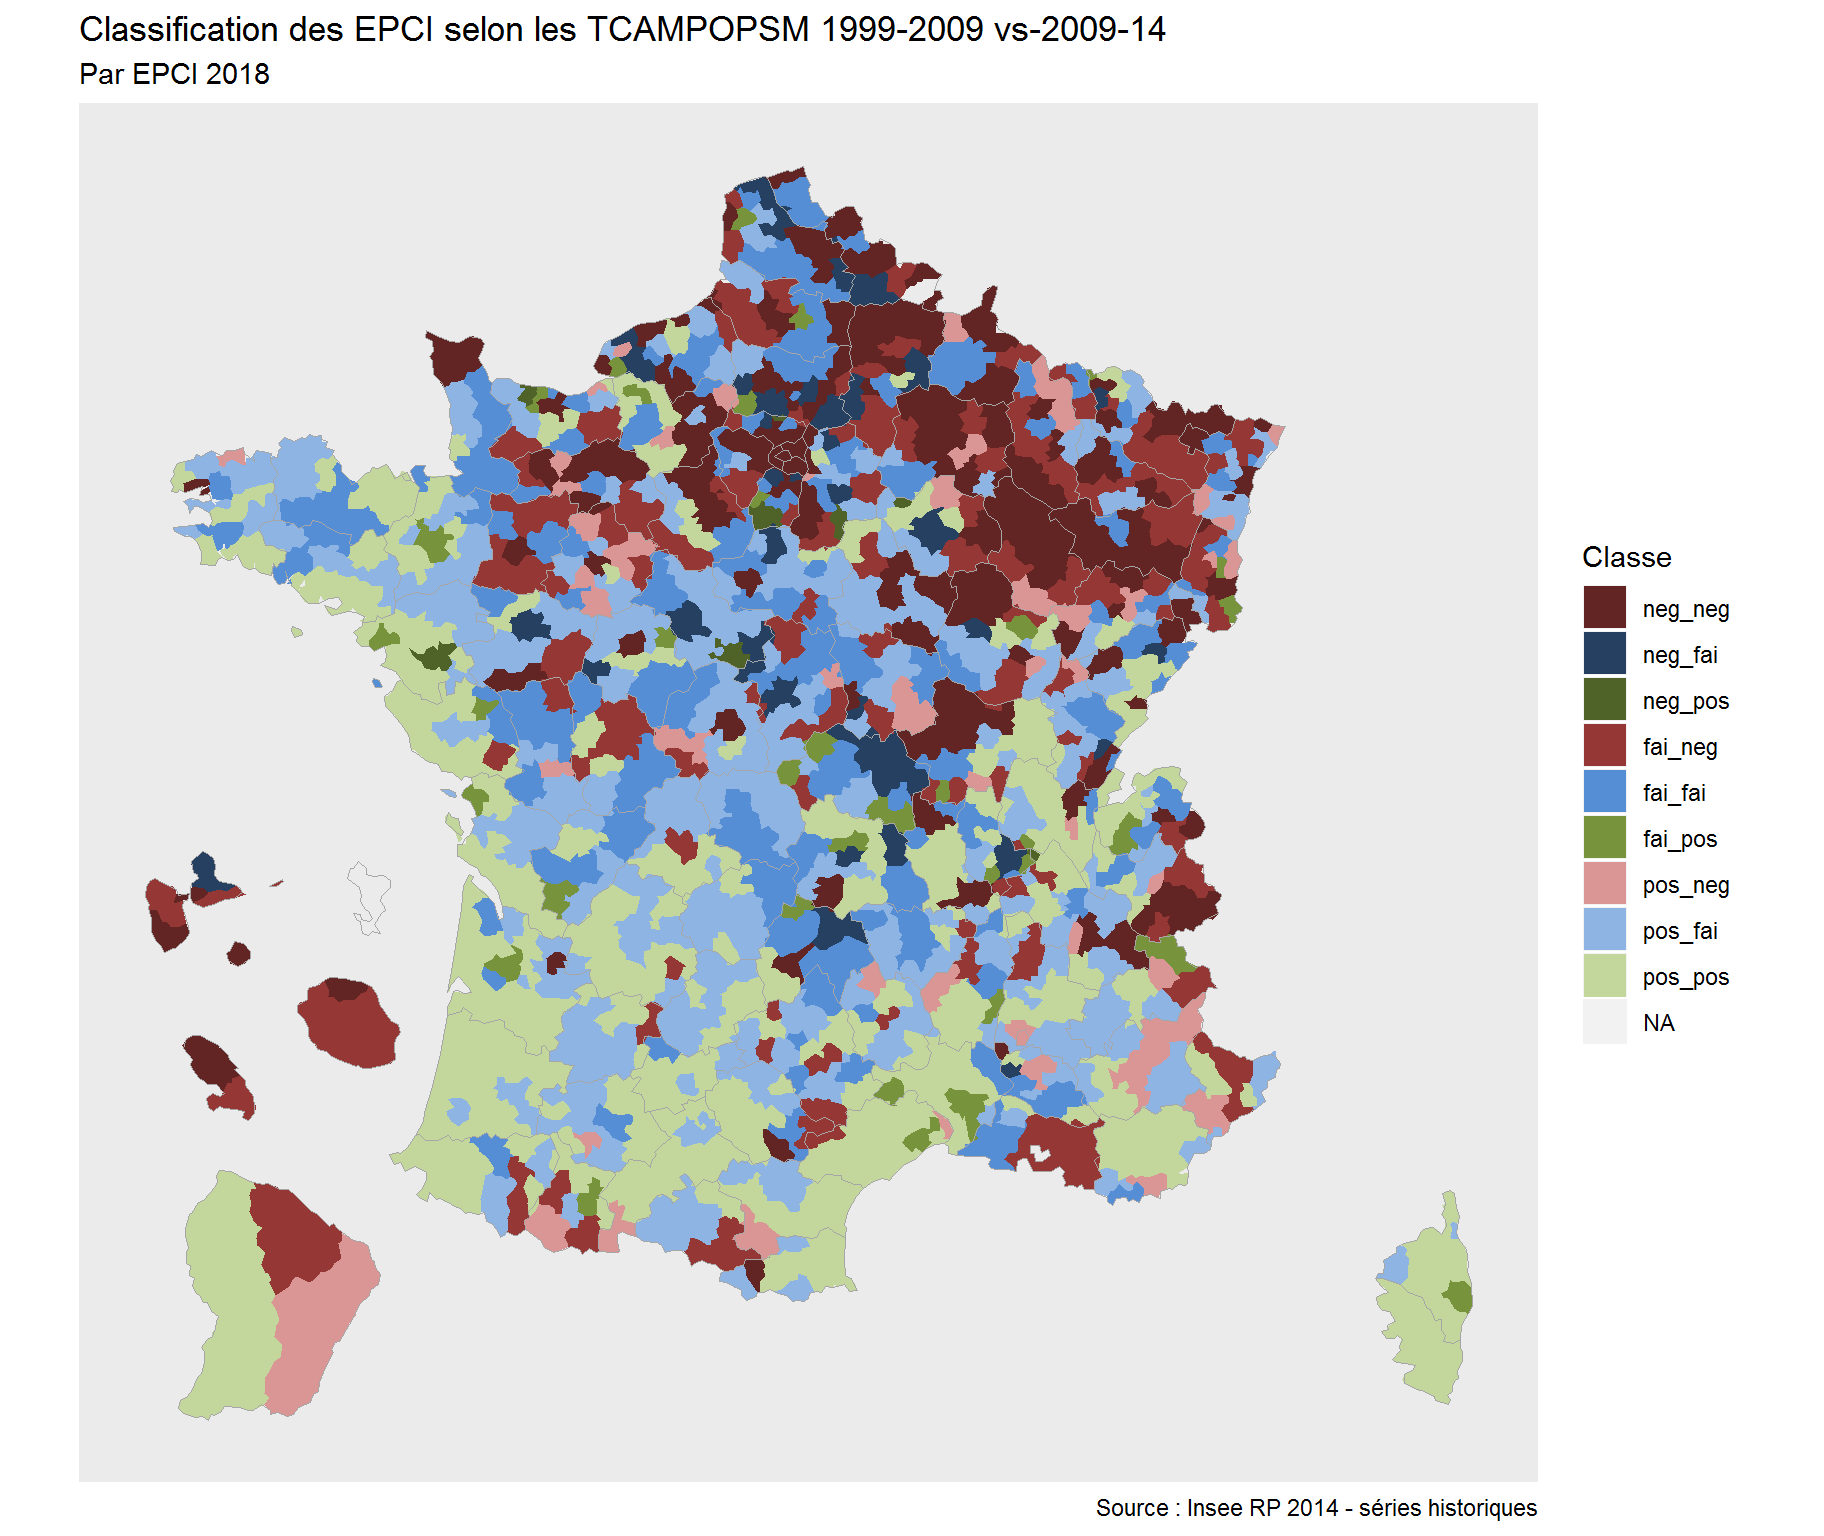 Classification des EPCI selon les TCAMPOPSM 1999-2009 vs-2009-14
Par EPCI 2018
Classe
neg_neg
neg_fai
neg_pos
fai_neg
fai_fai
fai_pos
pos_neg
pos_fai
pos_pos
NA
Source : Insee RP 2014 - séries historiques